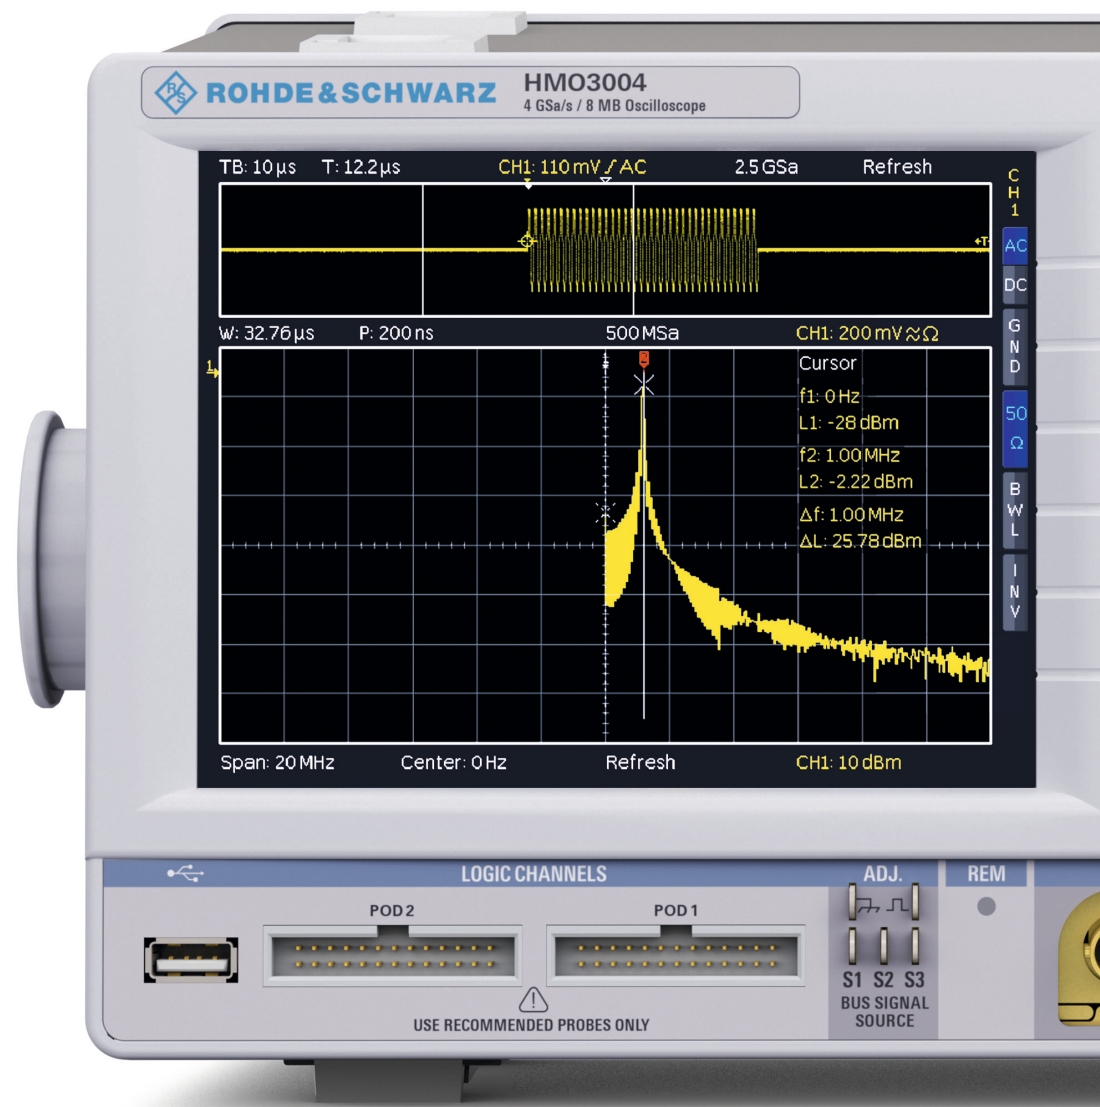 ROHDE & SCHWARZ
R S
HMO3004
4 GSa/s / 8 MB Oscilloscope
TB: 10 µs T: 12.2 µs CH1: 110 mV / AC 2.5 GSa Refresh
T
W: 32.76 µs P: 200 ns 500 MSa CH1: 200 mV ≈ Ω
1
2
Cursor
f1: 0 Hz
L1: -28 dBm
f2: 1.00 MHz
L2: -2.22 dBm
Δf: 1.00 MHz
ΔL: 25.78 dBm
Span: 20 MHz Center: 0 Hz Refresh CH1: 10 dBm
CH1
AC
DC
GND
50
Ω
BWL
INV
LOGIC CHANNELS ADJ. REM
POD 2 POD 1
S1 S2 S3
BUS SIGNAL
SOURCE
USE RECOMMENDED PROBES ONLY